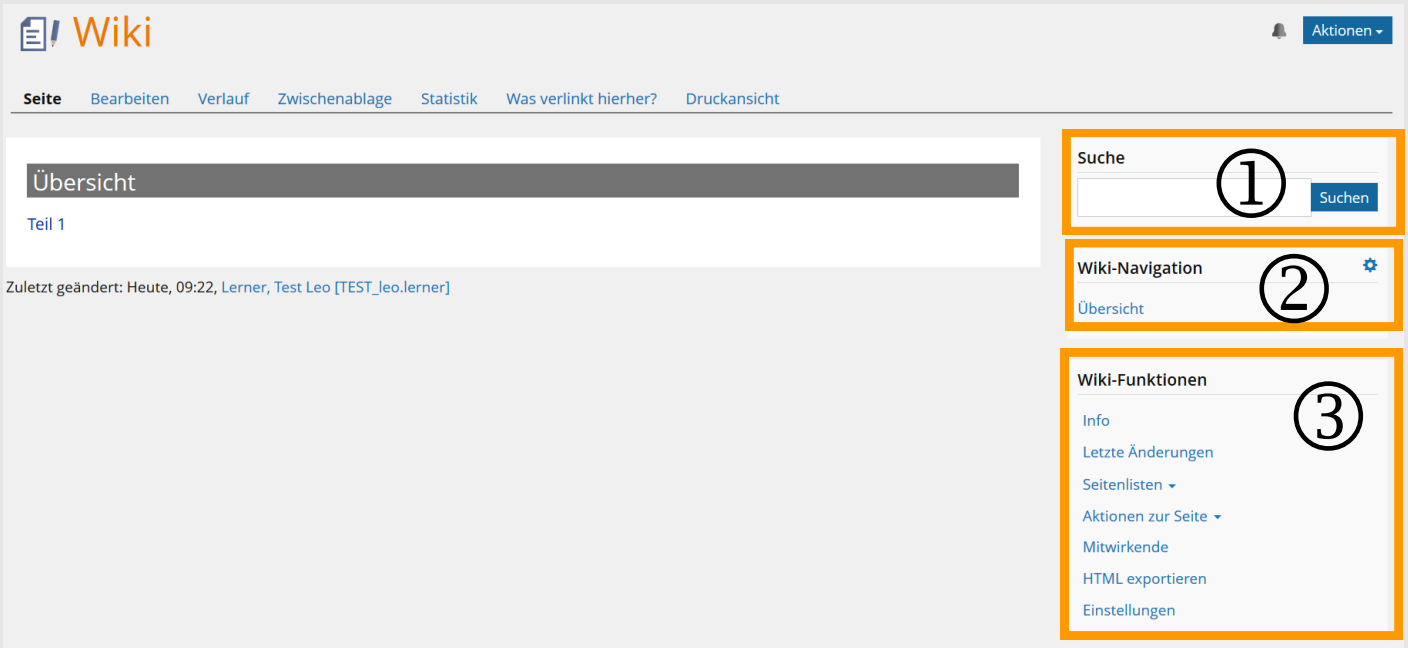 Wiki
Aktionen
Seite Bearbeiten Verlauf Zwischenablage Statistik Was verlinkt hierher? Druckansicht
Übersicht
Teil 1
Zuletzt geändert: Heute, 09:22, Lerner, Test Leo [TEST_leo.lerner]
Suche
①
Suchen
Wiki-Navigation
②
Übersicht
Wiki-Funktionen
③
Info
Letzte Änderungen
Seitenlisten
Aktionen zur Seite
Mitwirkende
HTML exportieren
Einstellungen